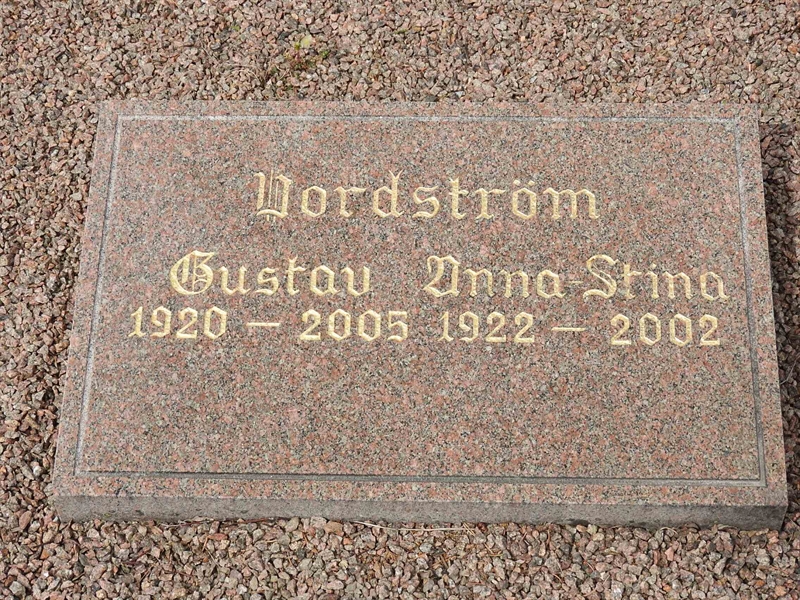 Nordström
Gustav Anna-Stina
1920 – 2005 1922 – 2002